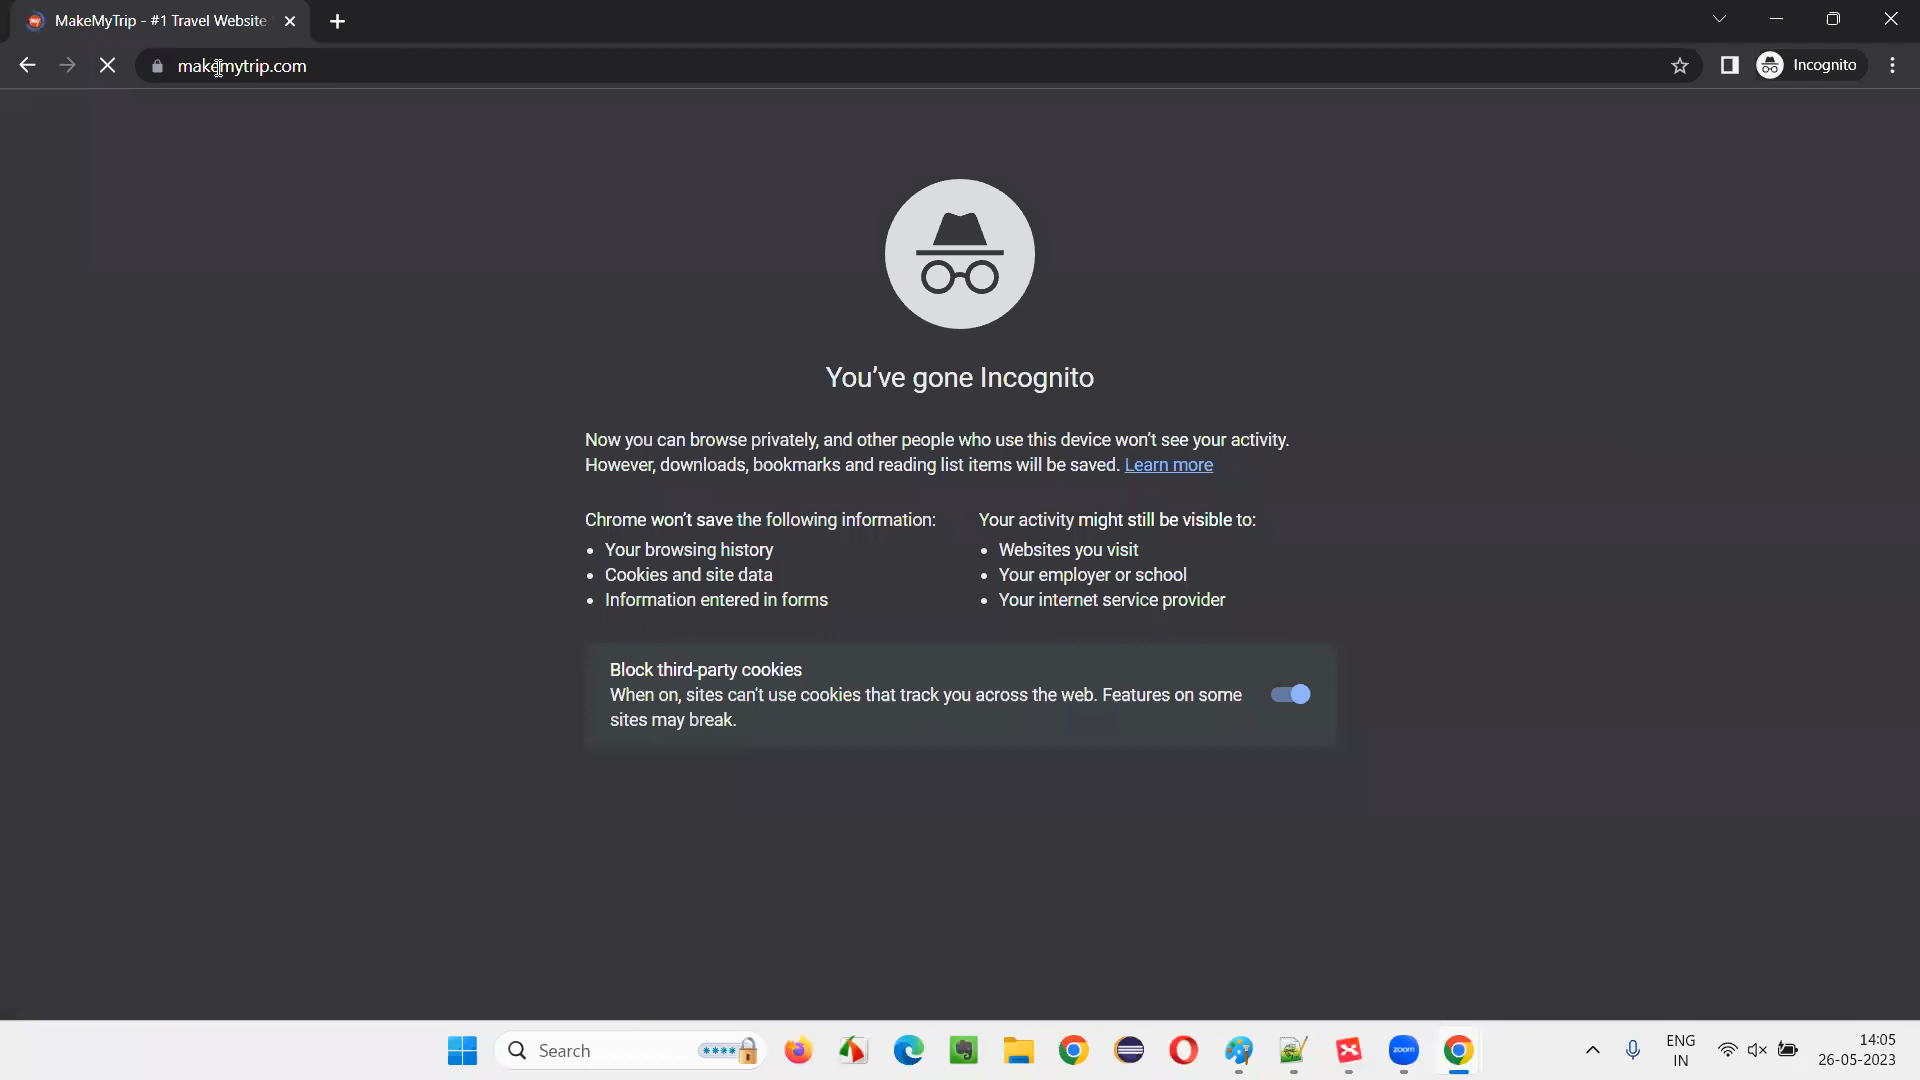 MakeMyTrip - #1 Travel Website
makemytrip.com
Incognito
You've gone Incognito
Now you can browse privately, and other people who use this device won't see your activity.
However, downloads, bookmarks and reading list items will be saved. Learn more
Chrome won't save the following information:
Your browsing history
Cookies and site data
Information entered in forms
Your activity might still be visible to:
Websites you visit
Your employer or school
Your internet service provider
Block third-party cookies
When on, sites can't use cookies that track you across the web. Features on some
sites may break.
Search
****
zoom
ENG
IN
14:05
26-05-2023